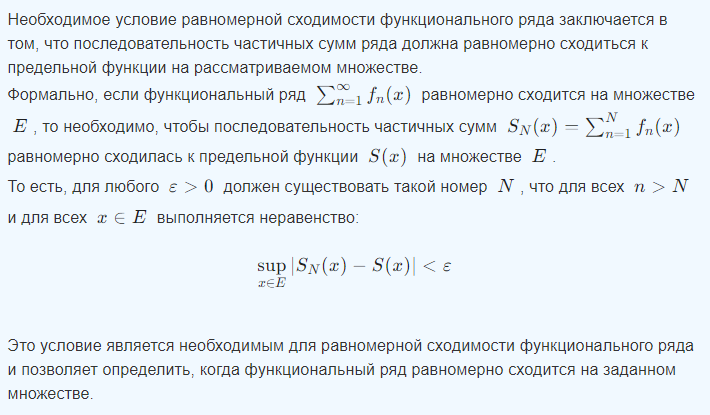 Необходимое условие равномерной сходимости функционального ряда заключается в
том, что последовательность частичных сумм ряда должна равномерно сходиться к
предельной функции на рассматриваемом множестве.
Формально, если функциональный ряд $\sum_{n=1}^{\infty} f_n(x)$ равномерно сходится на множестве
$E$ , то необходимо, чтобы последовательность частичных сумм $S_N(x) = \sum_{n=1}^{N} f_n(x)$
равномерно сходилась к предельной функции $S(x)$ на множестве $E$ .
То есть, для любого $\varepsilon > 0$ должен существовать такой номер $N$ , что для всех $n > N$
и для всех $x \in E$ выполняется неравенство:
$\sup_{x \in E} |S_N(x) - S(x)| < \varepsilon$
Это условие является необходимым для равномерной сходимости функционального ряда
и позволяет определить, когда функциональный ряд равномерно сходится на заданном
множестве.